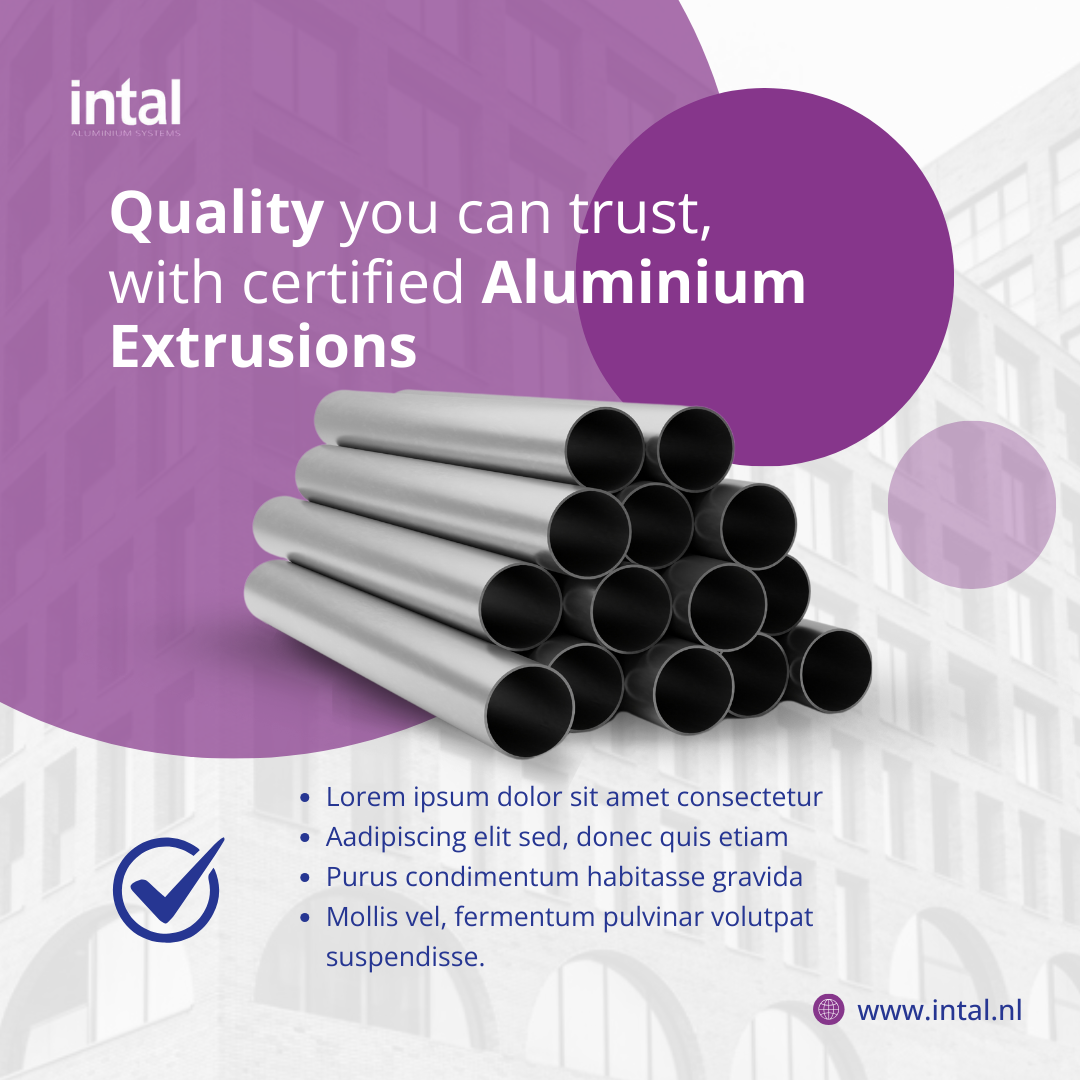 intal
ALUMINIUM SYSTEMS
Quality you can trust,
with certified Aluminium
Extrusions
• Lorem ipsum dolor sit amet consectetur
• Aadipiscing elit sed, donec quis etiam
• Purus condimentum habitasse gravida
• Mollis vel, fermentum pulvinar volutpat
suspendisse.
www.intal.nl